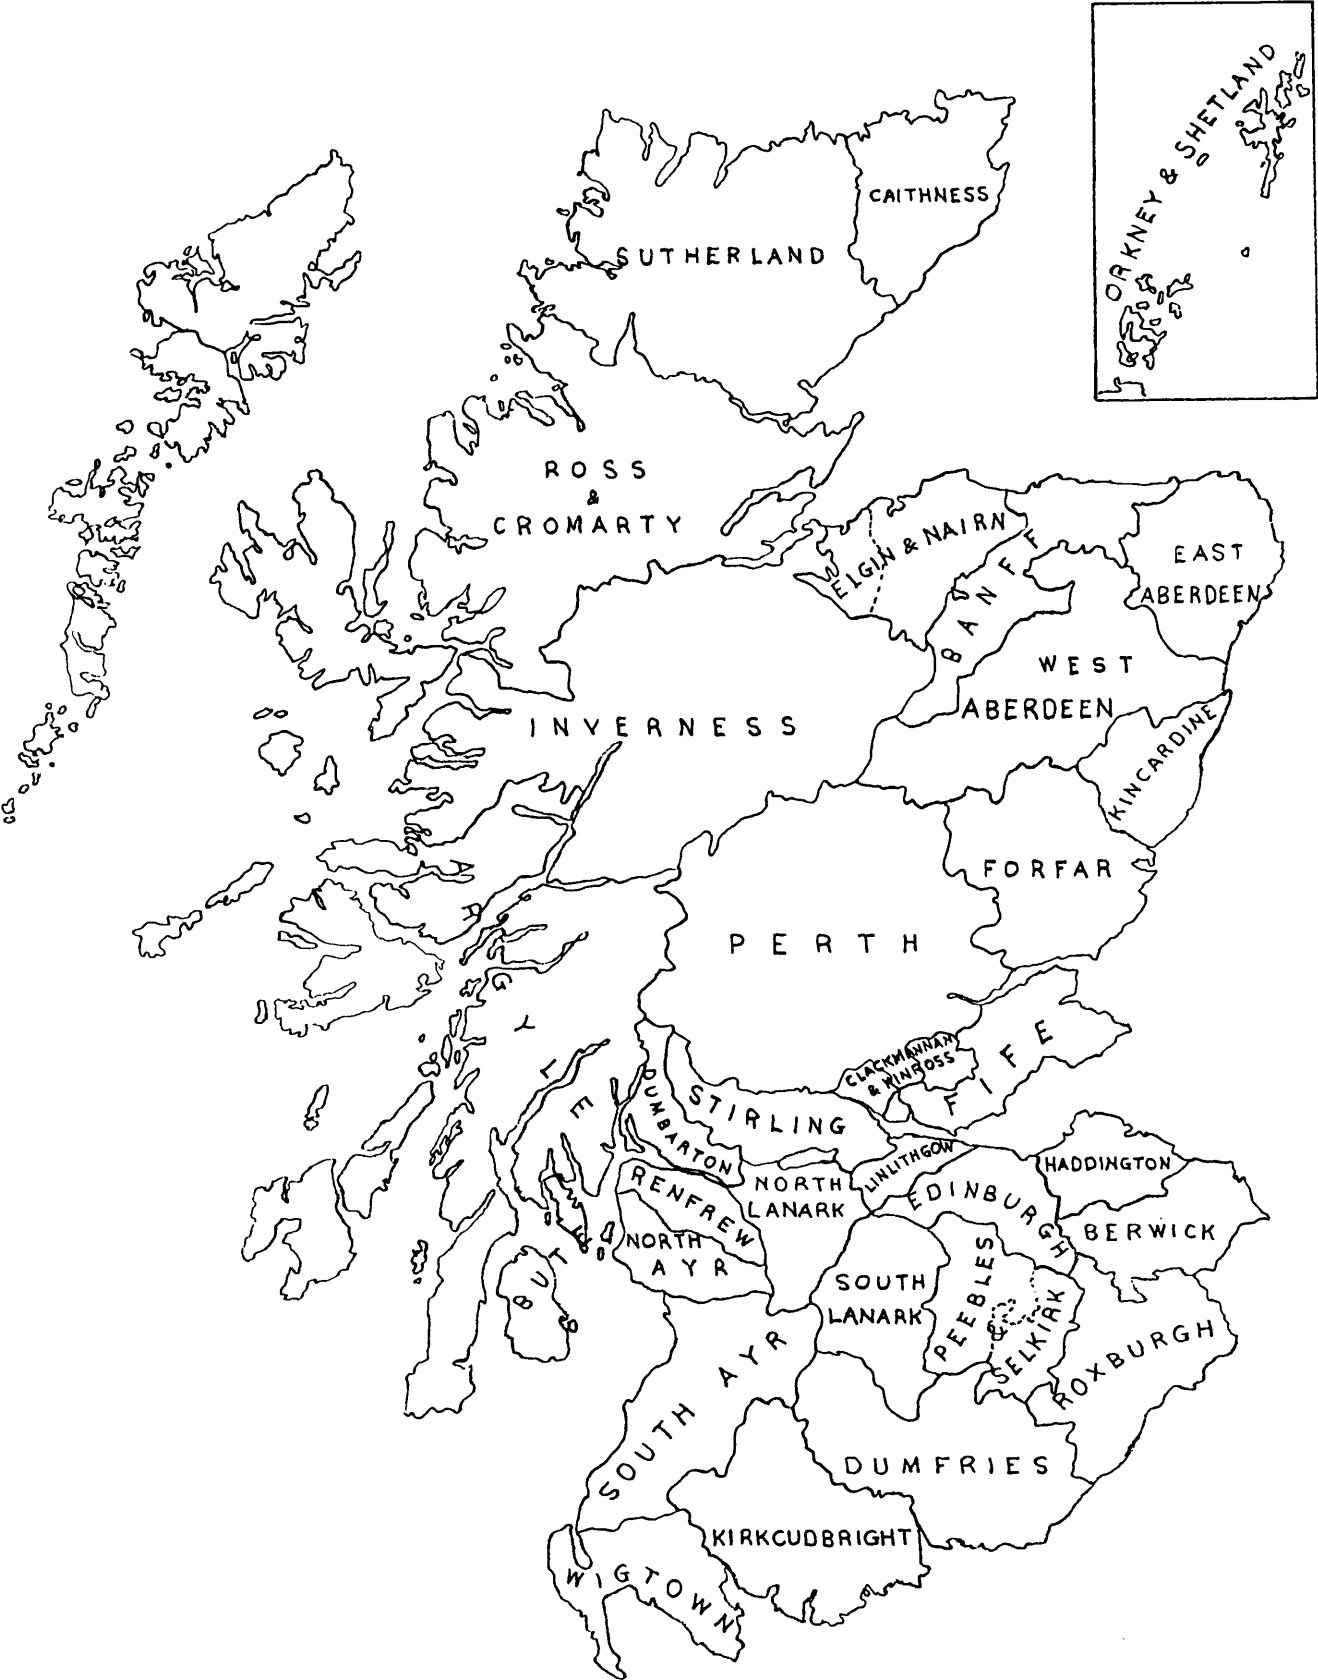 ORKNEY & SHETLAND
CAITHNESS
SUTHERLAND
ROSS
&
CROMARTY
ELGIN & NAIRN
BANFF
EAST
ABERDEEN
WEST
ABERDEEN
INVERNESS
KINCARDINE
FORFAR
PERTH
ARGYLE
FIFE
CLACKMANNAN
& KINROSS
STIRLING
DUMBARTON
LINLITHGOW
HADDINGTON
EDINBURGH
BERWICK
NORTH
LANARK
RENFREW
NORTH
AYR
BUTE
SOUTH
LANARK
PEEBLES
&
SELKIRK
ROXBURGH
SOUTH AYR
DUMFRIES
KIRKCUDBRIGHT
WIGTOWN